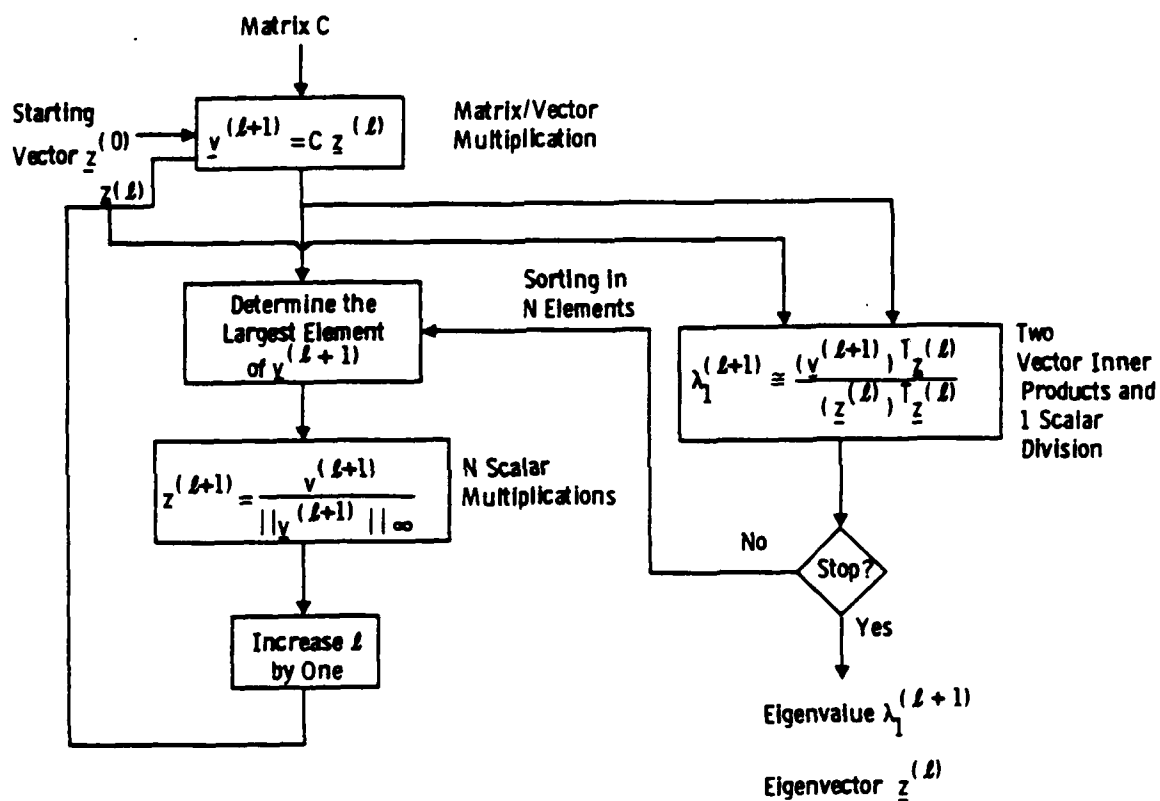 Matrix C
Starting
Vector z^(0)
v^(ℓ+1) = C z^(ℓ)
Matrix/Vector
Multiplication
z(ℓ)
Determine the
Largest Element
of v^(ℓ + 1)
Sorting in
N Elements
λ_1^(ℓ+1) ≅ (v^(ℓ+1))^T z^(ℓ)
(z^(ℓ))^T z^(ℓ)
Two
Vector Inner
Products and
1 Scalar
Division
z^(ℓ+1) = v^(ℓ+1)
||v^(ℓ+1)||∞
N Scalar
Multiplications
No
Stop?
Yes
Increase ℓ
by One
Eigenvalue λ_1^(ℓ + 1)
Eigenvector z^(ℓ)